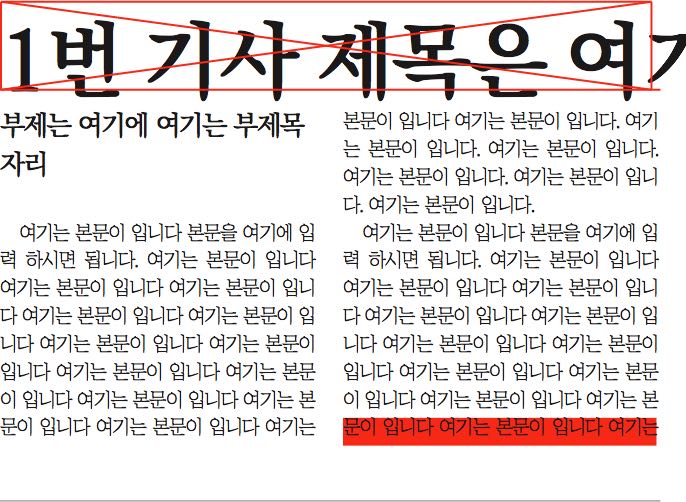 1번 기사 제목은 여기
부제는 여기에 여기는 부제목
자리
여기는 본문이 입니다 본문을 여기에 입
력 하시면 됩니다. 여기는 본문이 입니다
여기는 본문이 입니다 여기는 본문이 입니
다 여기는 본문이 입니다 여기는 본문이 입
니다 여기는 본문이 입니다 여기는 본문이
입니다 여기는 본문이 입니다 여기는 본문
이 입니다 여기는 본문이 입니다 여기는 본
문이 입니다 여기는 본문이 입니다 여기는
본문이 입니다 여기는 본문이 입니다. 여기
는 본문이 입니다. 여기는 본문이 입니다.
여기는 본문이 입니다. 여기는 본문이 입니
다. 여기는 본문이 입니다.
여기는 본문이 입니다 본문을 여기에 입
력 하시면 됩니다. 여기는 본문이 입니다
여기는 본문이 입니다 여기는 본문이 입니
다 여기는 본문이 입니다 여기는 본문이 입
니다 여기는 본문이 입니다 여기는 본문이
입니다 여기는 본문이 입니다 여기는 본문
이 입니다 여기는 본문이 입니다 여기는 본
문이 입니다 여기는 본문이 입니다 여기는